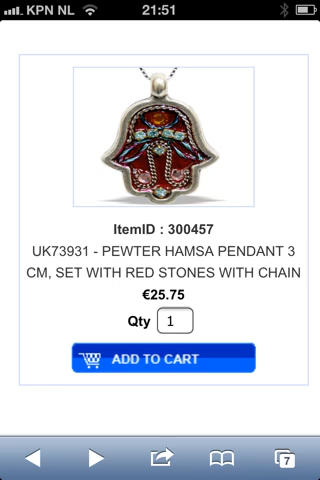 KPN NL 21:51
ItemID : 300457
UK73931 - PEWTER HAMSA PENDANT 3
CM, SET WITH RED STONES WITH CHAIN
€25.75
Qty 1
ADD TO CART
7